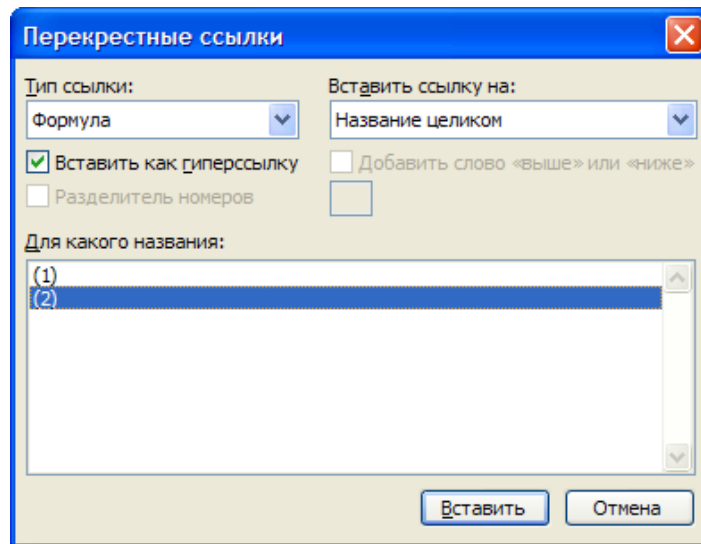 Перекрестные ссылки
Тип ссылки: Вставить ссылку на:
Формула Название целиком
Вставить как гиперссылку Добавить слово «выше» или «ниже»
Разделитель номеров
Для какого названия:
(1)
(2)
Вставить Отмена